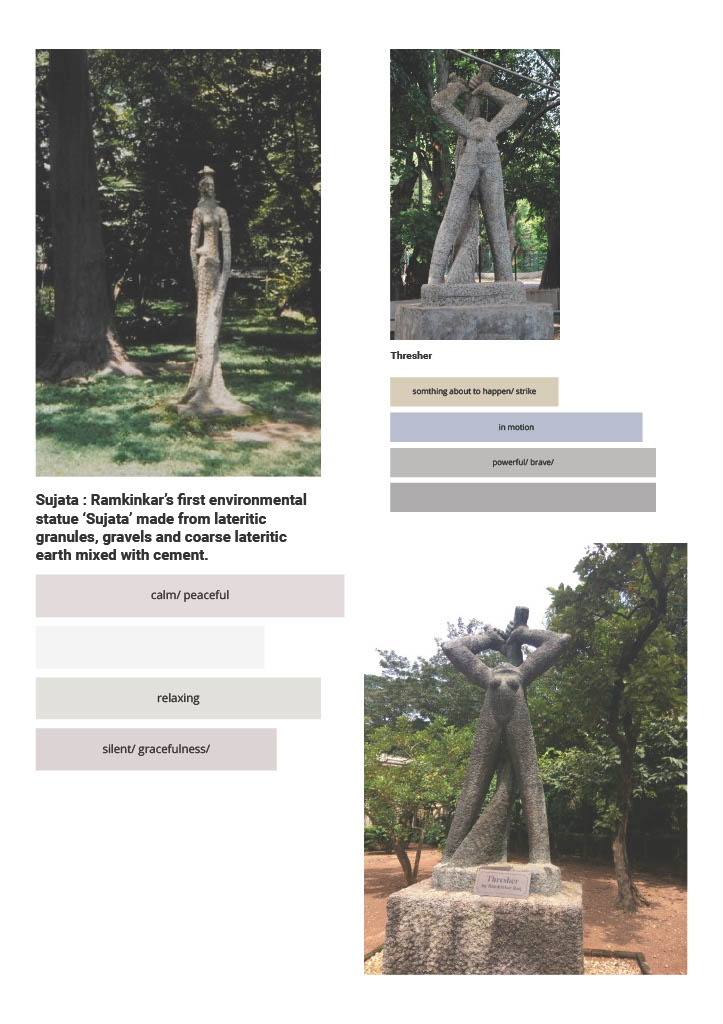 Sujata : Ramkinkar’s first environmental
statue ‘Sujata’ made from lateritic
granules, gravels and coarse lateritic
earth mixed with cement.
calm/ peaceful
relaxing
silent/ gracefulness/
Thresher
somthing about to happen/ strike
in motion
powerful/ brave/
Thresher
by Ramkinkar Baij